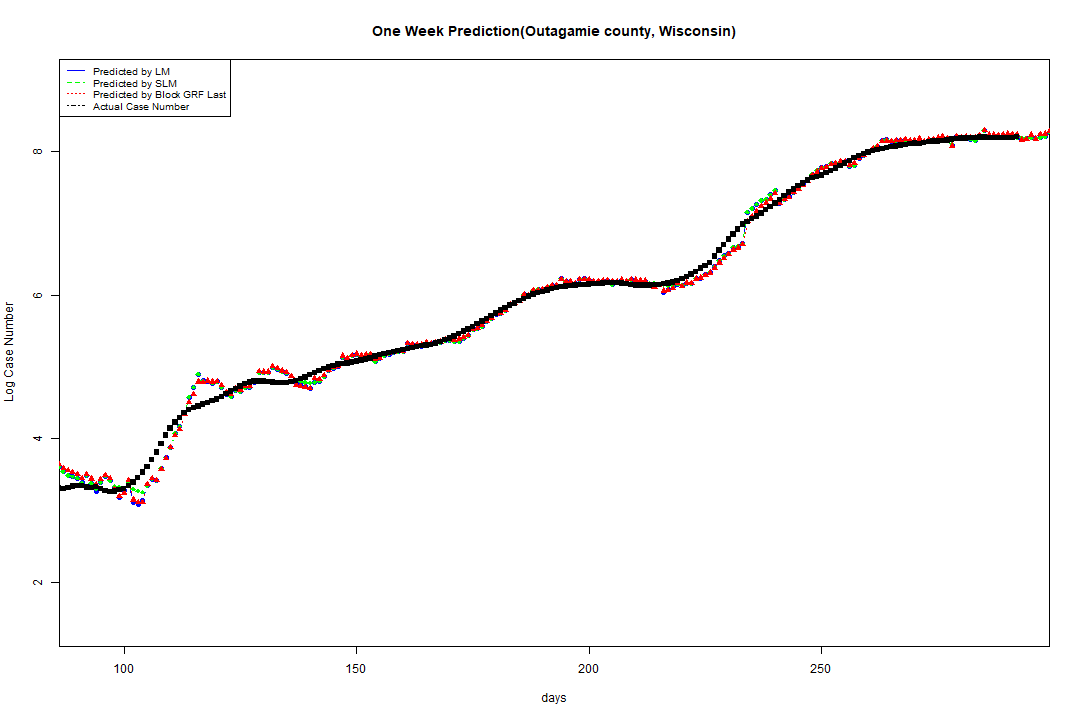 One Week Prediction(Outagamie county, Wisconsin)
Predicted by LM
Predicted by SLM
Predicted by Block GRF Last
Actual Case Number
8
6
4
2
Log Case Number
100 150 200 250
days